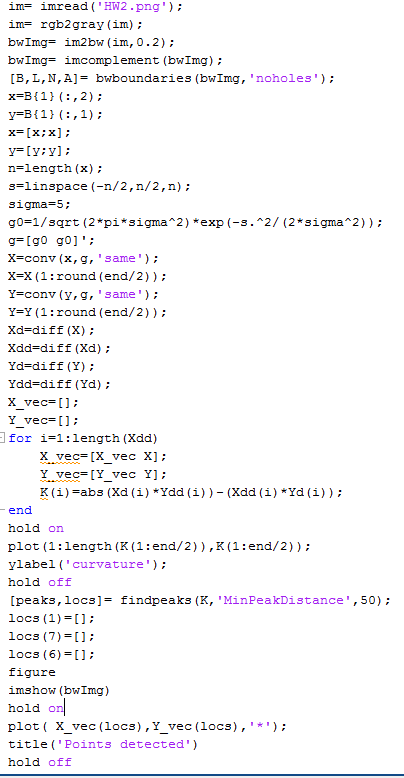 im= imread('HW2.png');
im= rgb2gray(im);
bwImg= im2bw(im,0.2);
bwImg= imcomplement(bwImg);
[B,L,N,A]= bwboundaries(bwImg,'noholes');
x=B{1}(:,2);
y=B{1}(:,1);
x=[x;x];
y=[y;y];
n=length(x);
s=linspace(-n/2,n/2,n);
sigma=5;
g0=1/sqrt(2*pi*sigma^2)*exp(-s.^2/(2*sigma^2));
g=[g0 g0]';
X=conv(x,g,'same');
X=X(1:round(end/2));
Y=conv(y,g,'same');
Y=Y(1:round(end/2));
Xd=diff(X);
Xdd=diff(Xd);
Yd=diff(Y);
Ydd=diff(Yd);
X_vec=[];
Y_vec=[];
for i=1:length(Xdd)
X_vec=[X_vec X];
Y_vec=[Y_vec Y];
K(i)=abs(Xd(i)*Ydd(i))-(Xdd(i)*Yd(i));
end
hold on
plot(1:length(K(1:end/2)),K(1:end/2));
ylabel('curvature');
hold off
[peaks,locs]= findpeaks(K,'MinPeakDistance',50);
locs(1)=[];
locs(7)=[];
locs(6)=[];
figure
imshow(bwImg)
hold on
plot( X_vec(locs),Y_vec(locs),'*');
title('Points detected')
hold off